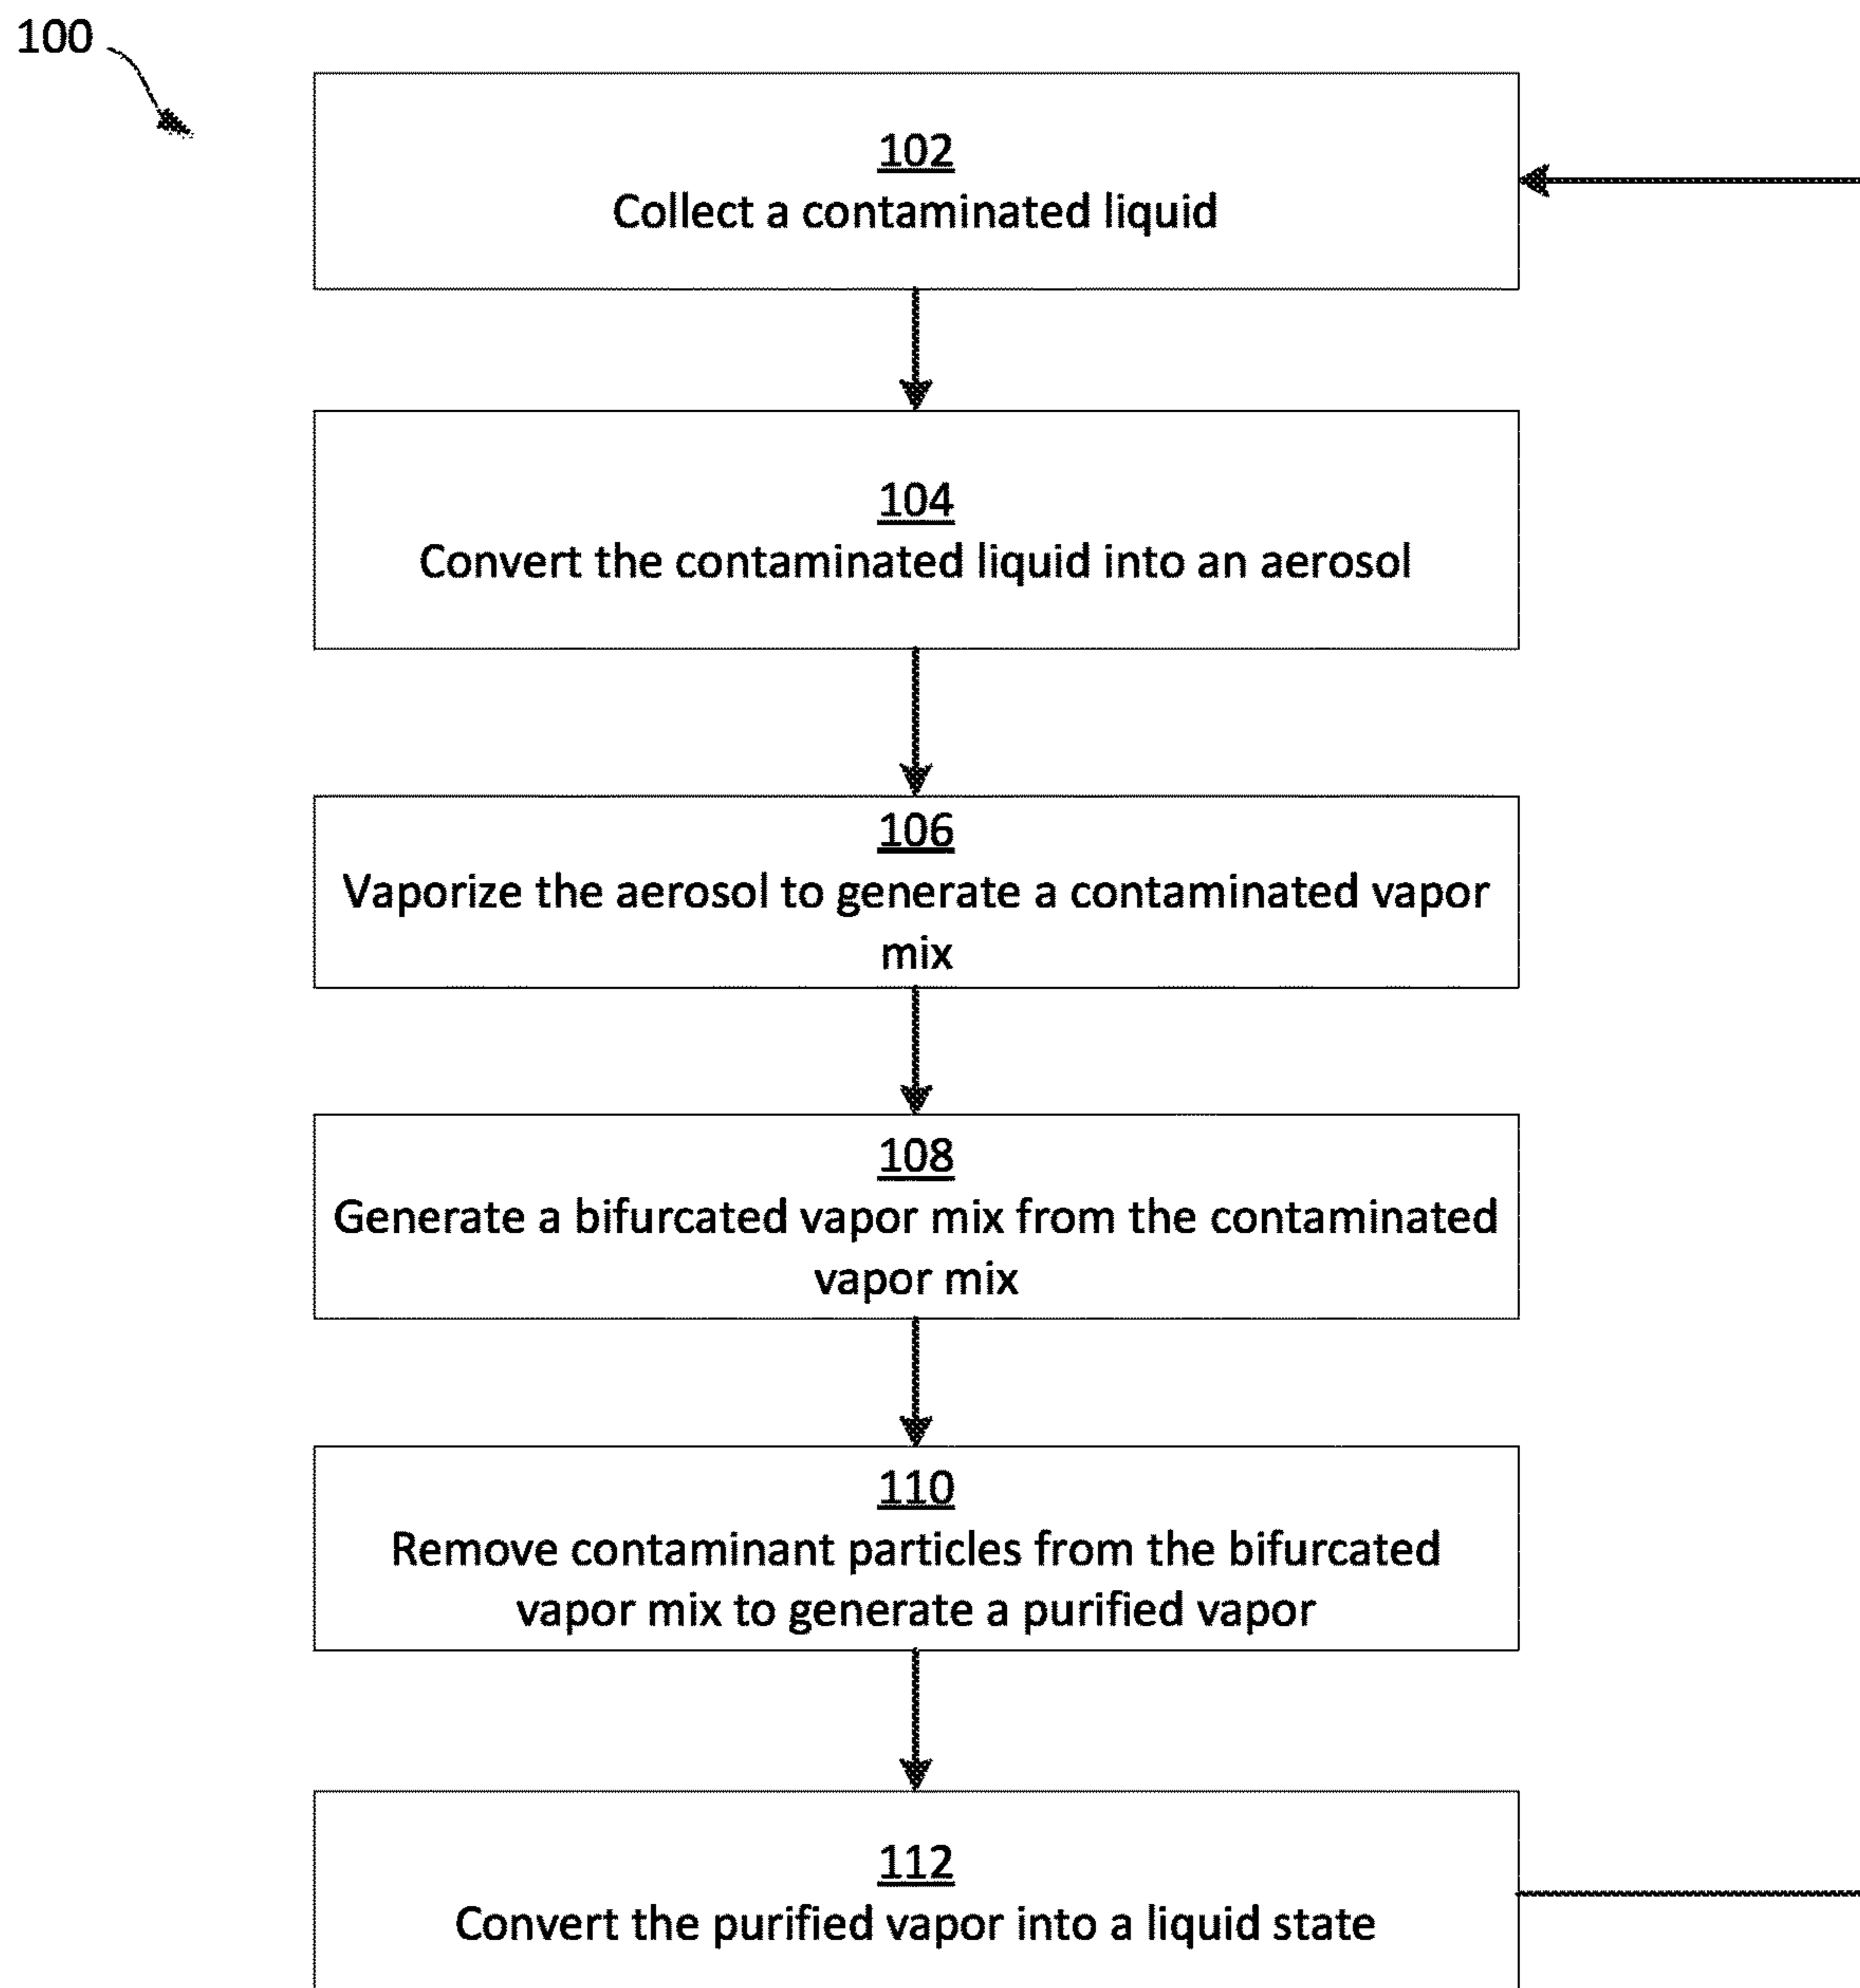 100
102
Collect a contaminated liquid
104
Convert the contaminated liquid into an aerosol
106
Vaporize the aerosol to generate a contaminated vapor
mix
108
Generate a bifurcated vapor mix from the contaminated
vapor mix
110
Remove contaminant particles from the bifurcated
vapor mix to generate a purified vapor
112
Convert the purified vapor into a liquid state